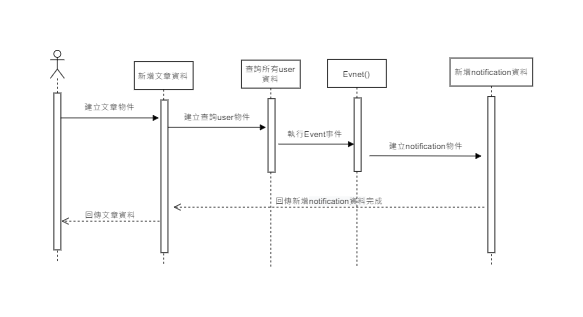 新增文章資料
查詢所有user
資料
Evnet()
新增notification資料
建立文章物件
建立查詢user物件
執行Event事件
建立notification物件
回傳新增notification資料完成
回傳文章資料